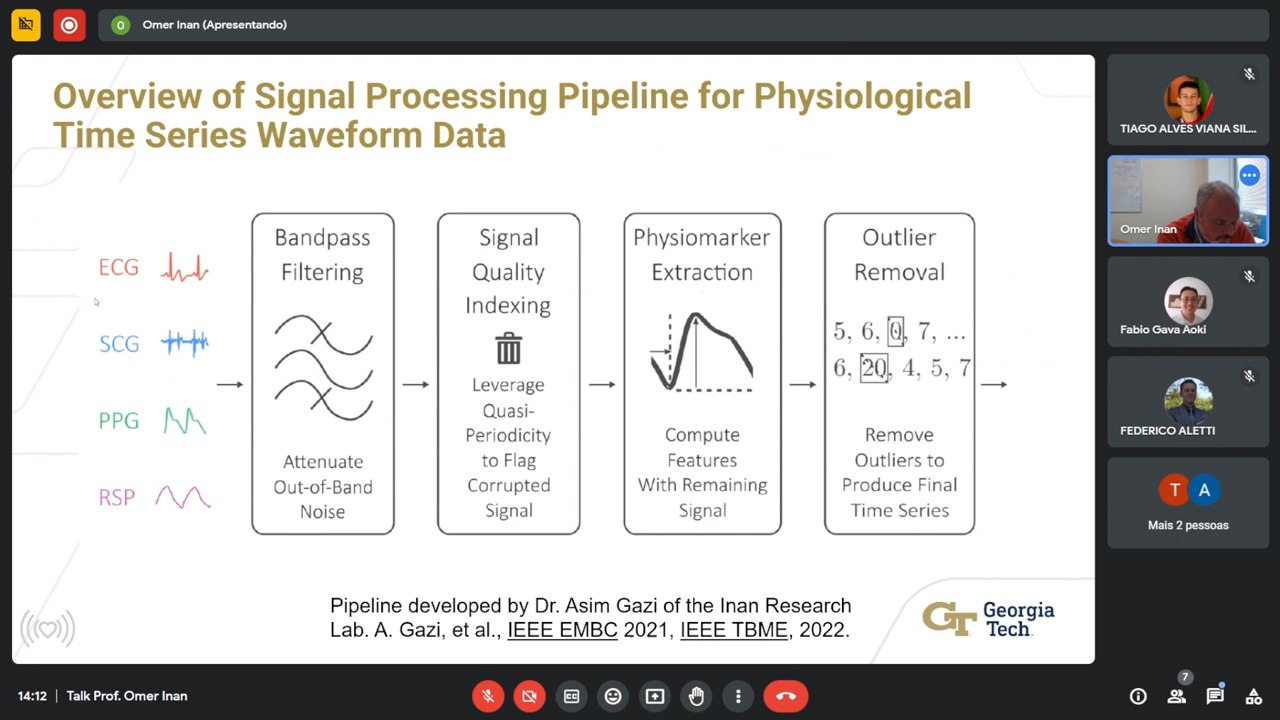 O Omer Inan (Apresentando)
Overview of Signal Processing Pipeline for Physiological
Time Series Waveform Data
ECG
SCG
PPG
RSP
Bandpass
Filtering
Attenuate
Out-of-Band
Noise
Signal
Quality
Indexing
Leverage
Quasi-
Periodicity
to Flag
Corrupted
Signal
Physiomarker
Extraction
Compute
Features
With Remaining
Signal
Outlier
Removal
5, 6, 0, 7, ...
6, 20, 4, 5, 7
Remove
Outliers to
Produce Final
Time Series
Pipeline developed by Dr. Asim Gazi of the Inan Research
Lab. A. Gazi, et al., IEEE EMBC 2021, IEEE TBME, 2022.
GT Georgia
Tech.
TIAGO ALVES VIANA SIL...
Omer Inan
Fabio Gava Aoki
FEDERICO ALETTI
T A
Mais 2 pessoas
14:12 | Talk Prof. Omer Inan
7